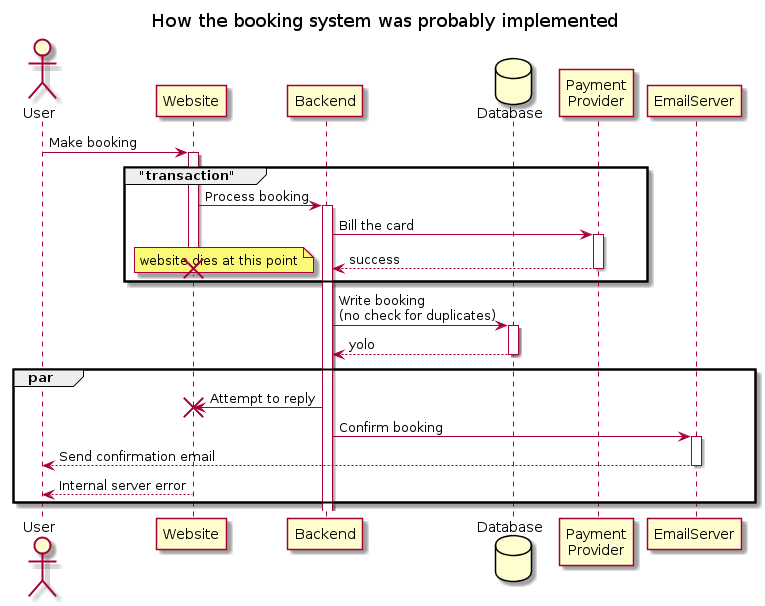 How the booking system was probably implemented
User
Website
Backend
Database
Payment
Provider
EmailServer
Make booking
"transaction"
Process booking
Bill the card
website dies at this point
success
Write booking
(no check for duplicates)
yolo
par
Attempt to reply
Confirm booking
Send confirmation email
Internal server error
User
Website
Backend
Database
Payment
Provider
EmailServer